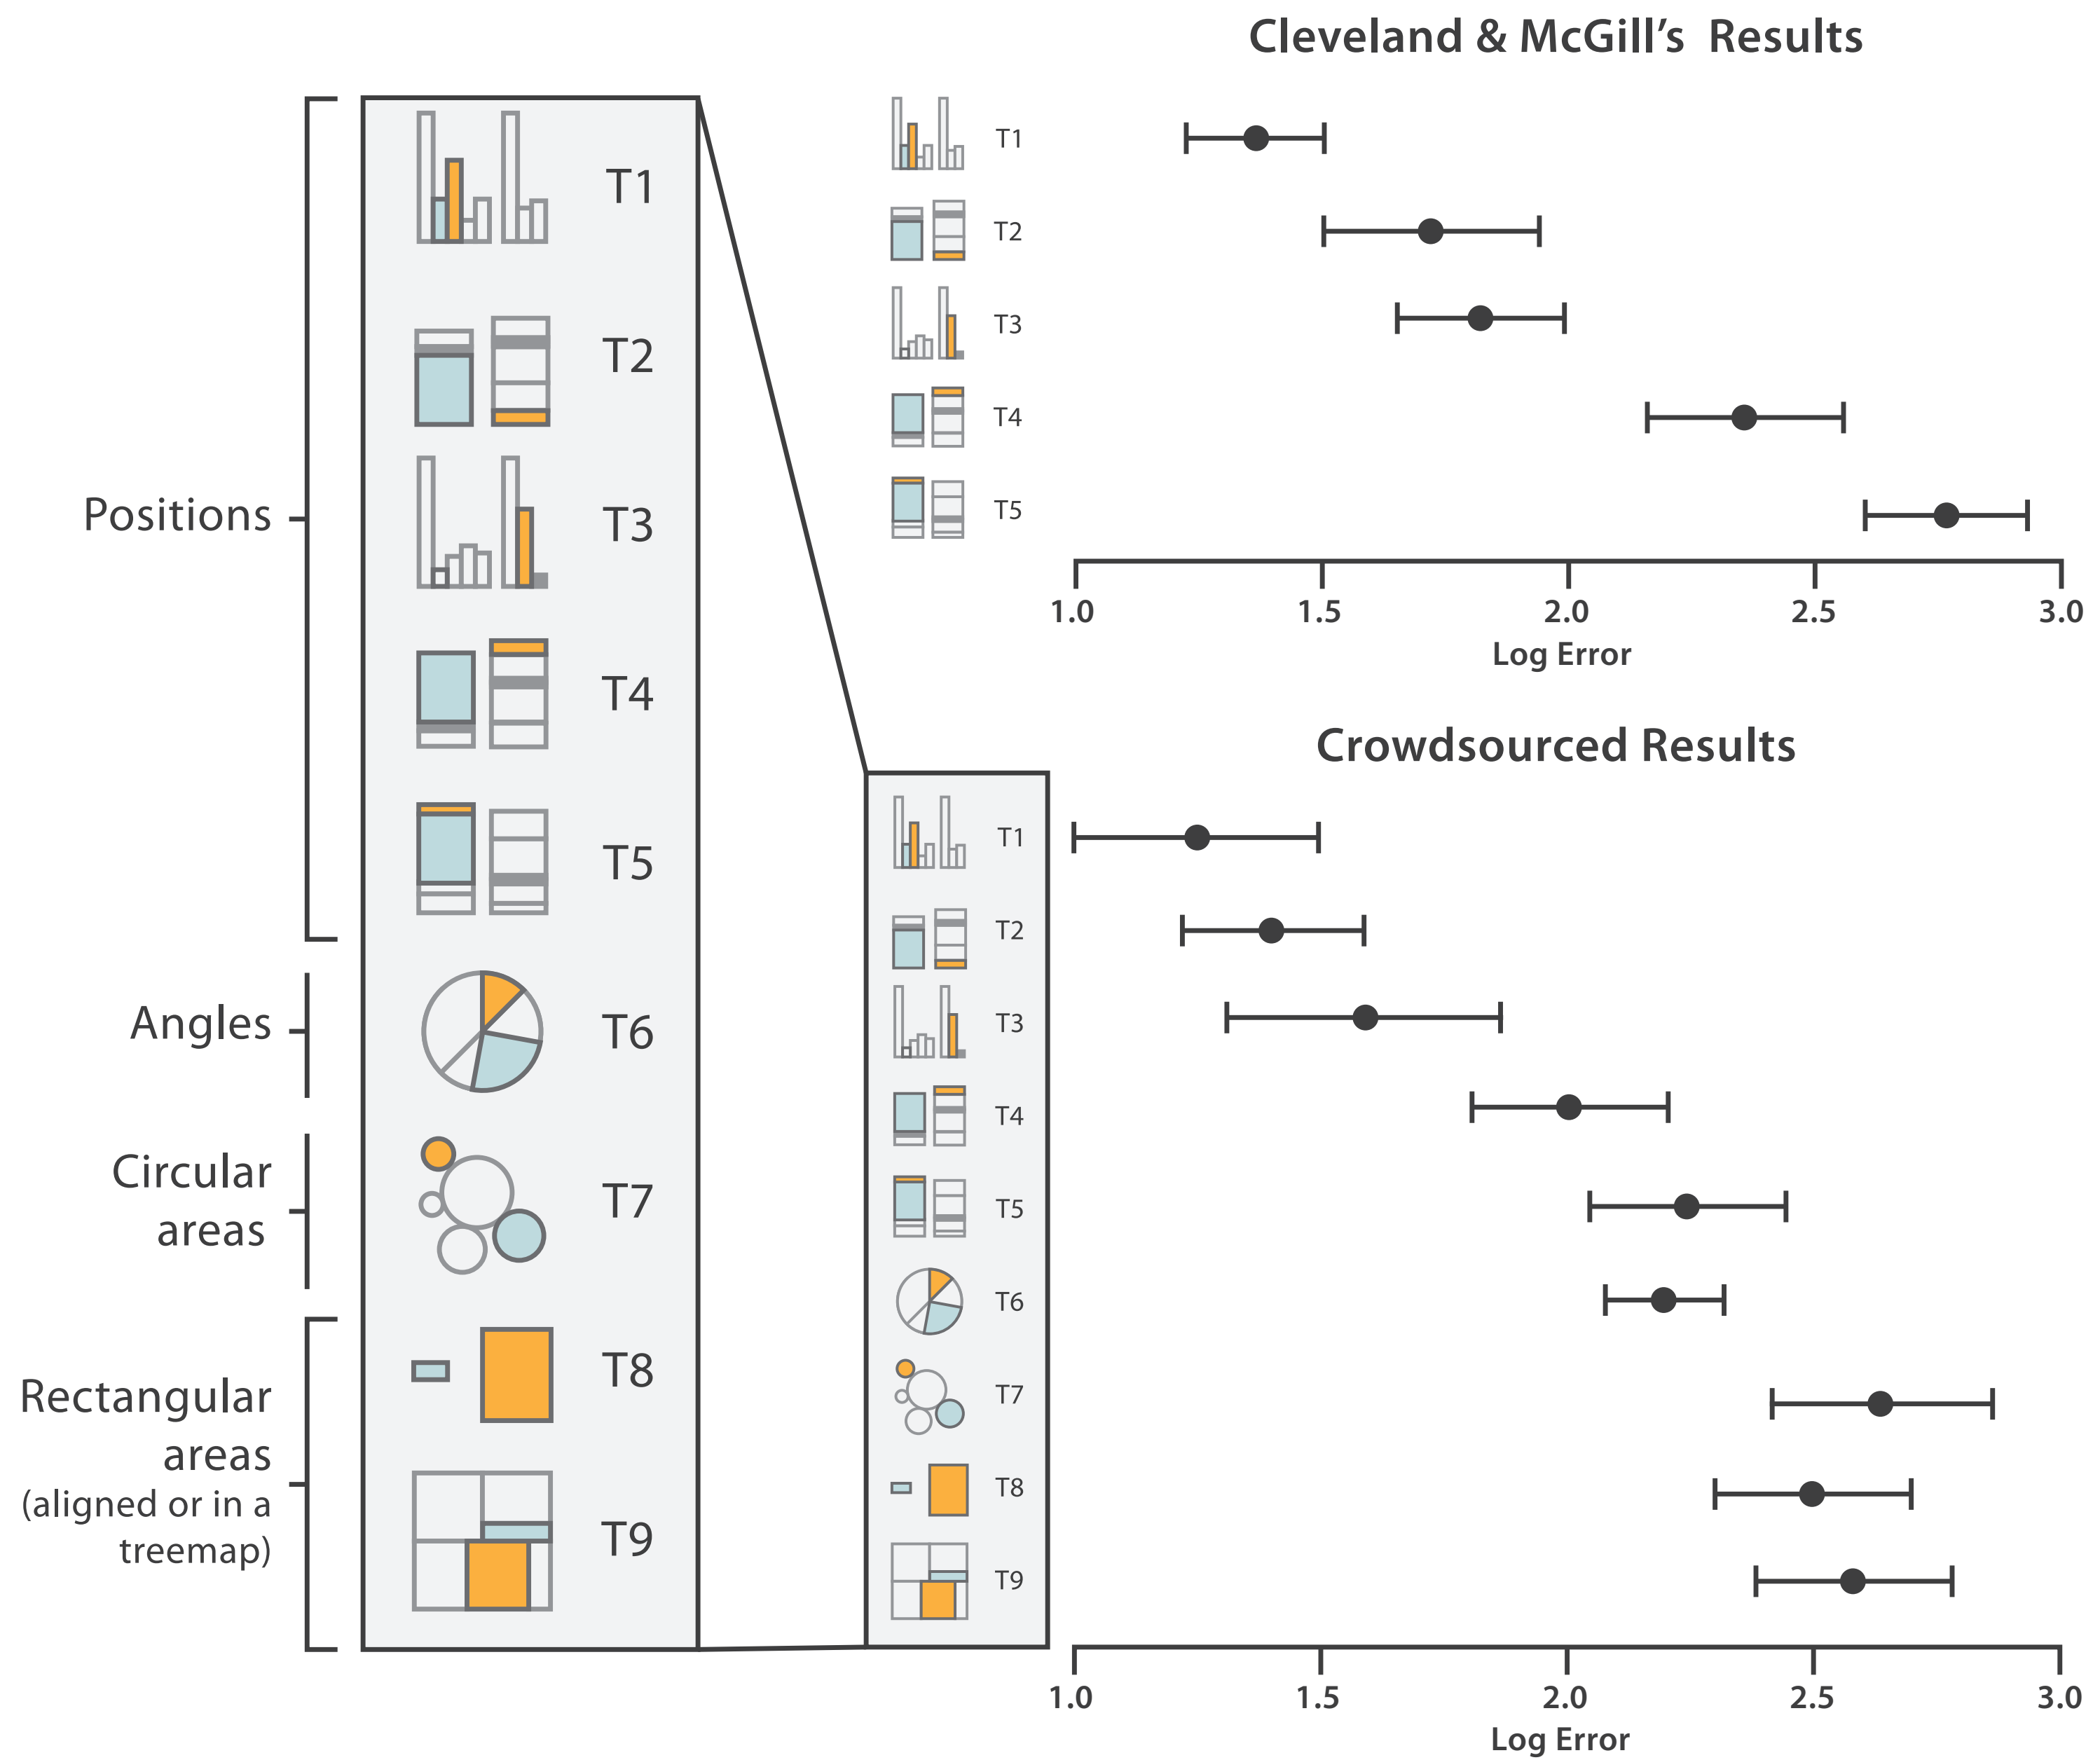 Cleveland & McGill's Results
Positions
Angles
Circular
areas
Rectangular
areas
(aligned or in a
treemap)
T1
T2
T3
T4
T5
T6
T7
T8
T9
T1
T2
T3
T4
T5
1.0 1.5 2.0 2.5 3.0
Log Error
Crowdsourced Results
T1
T2
T3
T4
T5
T6
T7
T8
T9
1.0 1.5 2.0 2.5 3.0
Log Error